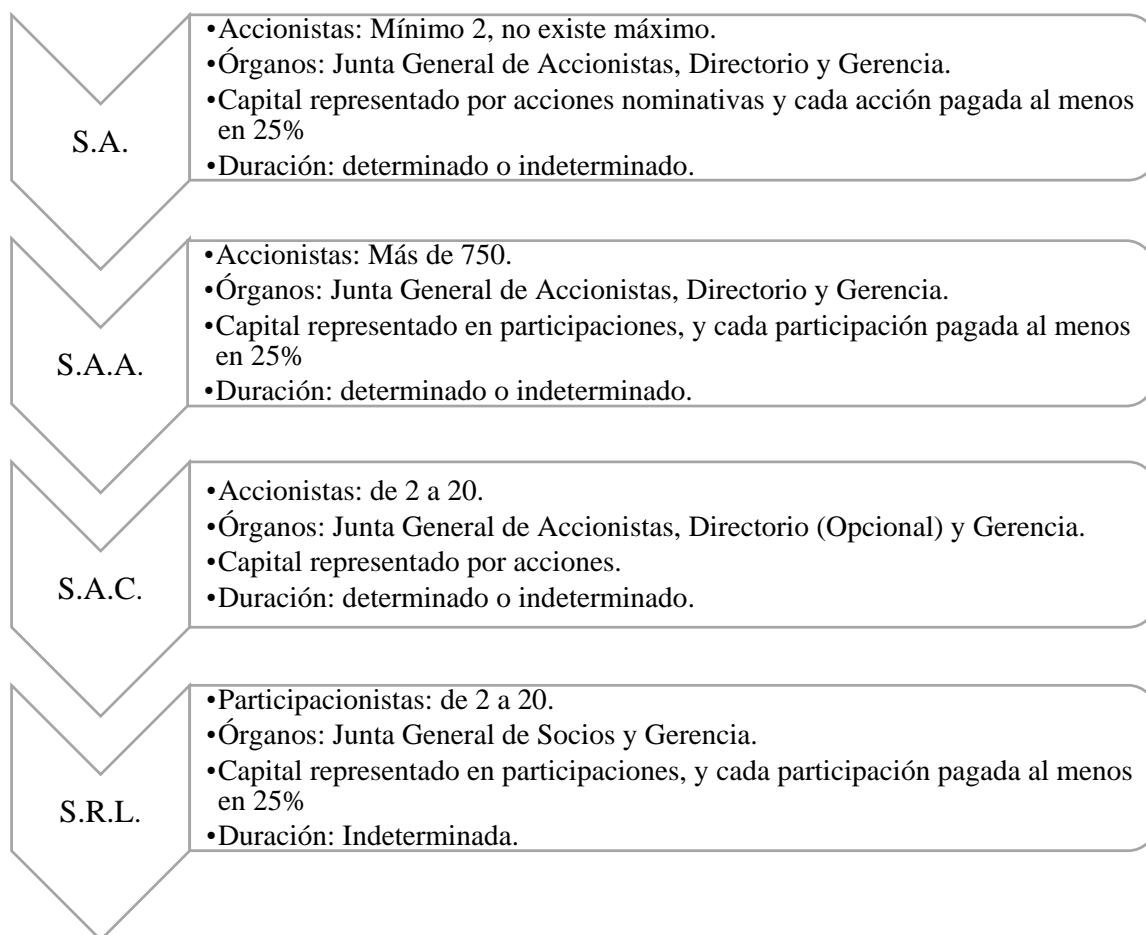 S.A.
•Accionistas: Mínimo 2, no existe máximo.
•Órganos: Junta General de Accionistas, Directorio y Gerencia.
•Capital representado por acciones nominativas y cada acción pagada al menos
en 25%
•Duración: determinado o indeterminado.
S.A.A.
•Accionistas: Más de 750.
•Órganos: Junta General de Accionistas, Directorio y Gerencia.
•Capital representado en participaciones, y cada participación pagada al menos
en 25%
•Duración: determinado o indeterminado.
S.A.C.
•Accionistas: de 2 a 20.
•Órganos: Junta General de Accionistas, Directorio (Opcional) y Gerencia.
•Capital representado por acciones.
•Duración: determinado o indeterminado.
S.R.L.
•Participacionistas: de 2 a 20.
•Órganos: Junta General de Socios y Gerencia.
•Capital representado en participaciones, y cada participación pagada al menos
en 25%
•Duración: Indeterminada.